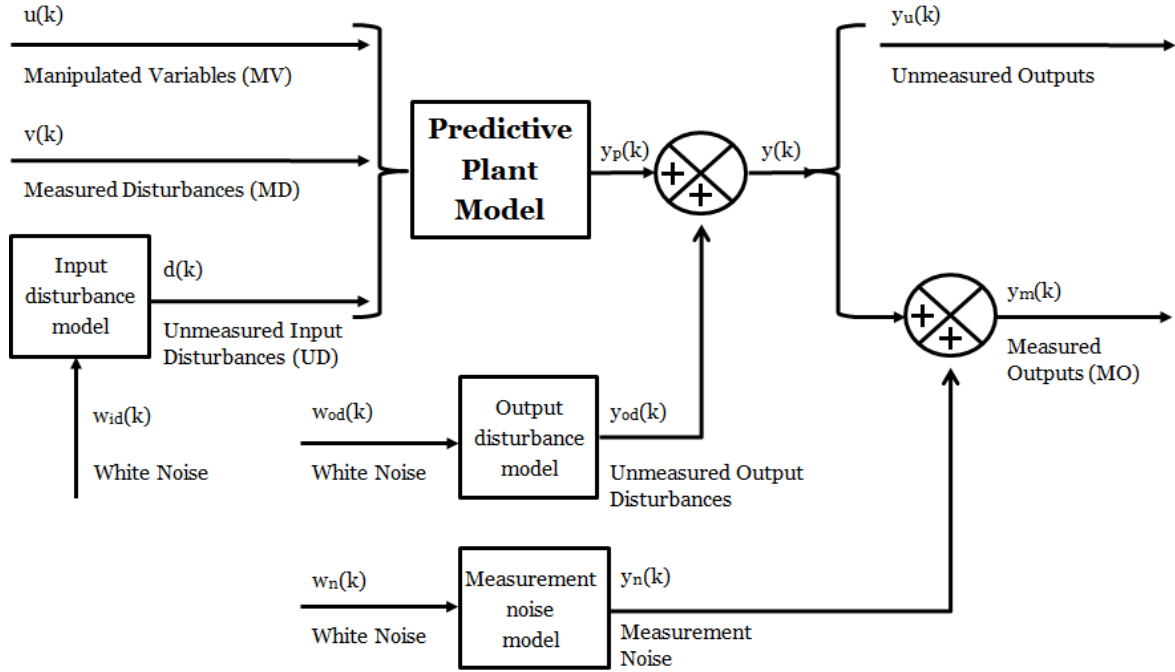 u(k)
Manipulated Variables (MV)
v(k)
Measured Disturbances (MD)
Input
disturbance
model
d(k)
Unmeasured Input
Disturbances (UD)
wid(k)
White Noise
Predictive
Plant
Model
yp(k)
+
+
y(k)
yu(k)
Unmeasured Outputs
+
+
ym(k)
Measured
Outputs (MO)
wod(k)
White Noise
Output
disturbance
model
yod(k)
Unmeasured Output
Disturbances
wn(k)
White Noise
Measurement
noise
model
yn(k)
Measurement
Noise